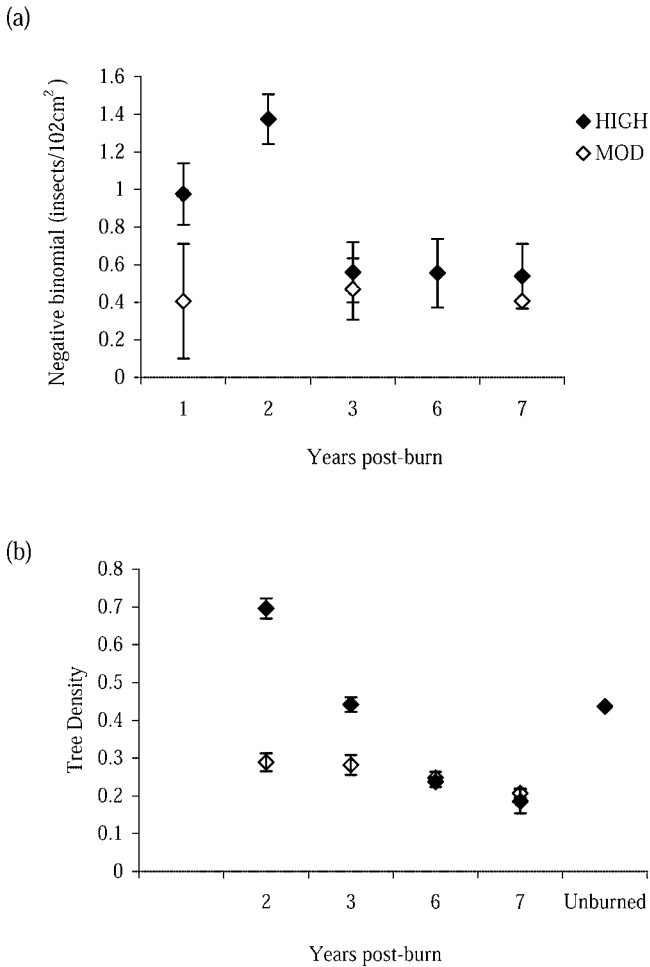 (a)
Negative binomial (insects/102cm²)
1.6
1.4
1.2
1
0.8
0.6
0.4
0.2
0
1 2 3 6 7
Years post-burn
HIGH
MOD
(b)
Tree Density
0.8
0.7
0.6
0.5
0.4
0.3
0.2
0.1
0
2 3 6 7 Unburned
Years post-burn